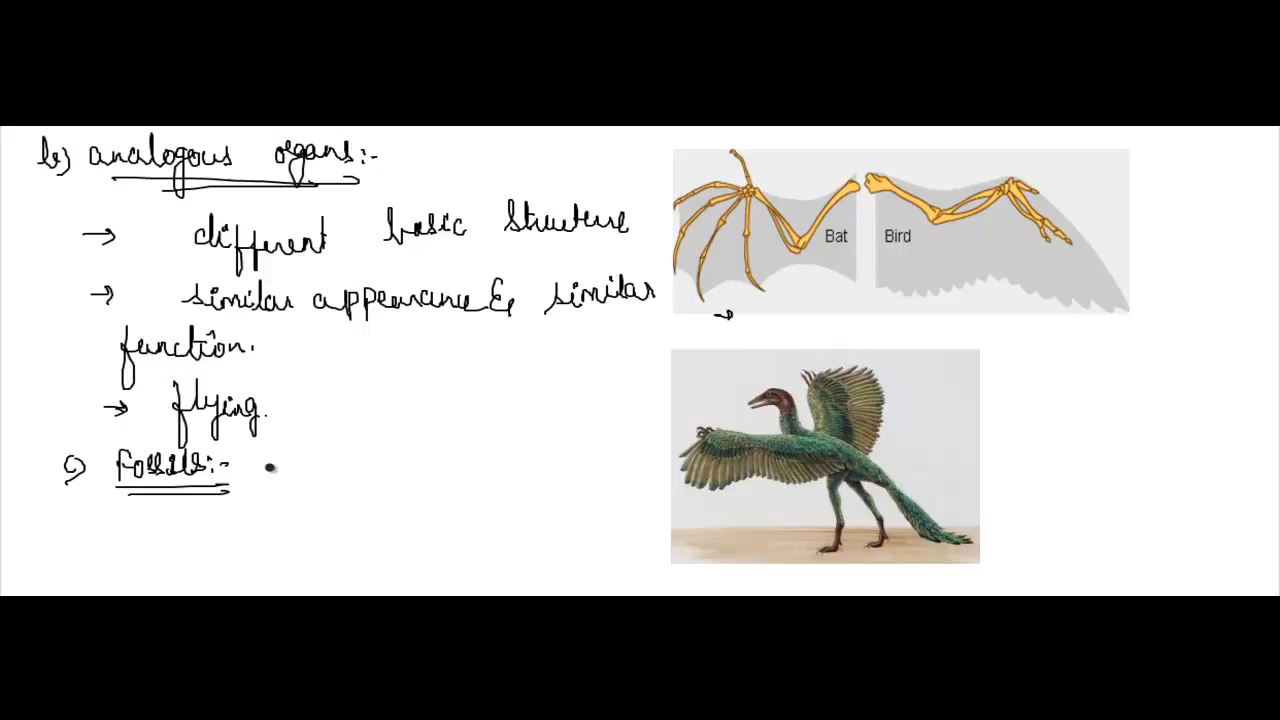 b) analogous organs:-
→ different basic structure
→ similar appearance & similar
function.
→ flying.
c) Fossils:-
Bat
Bird
→